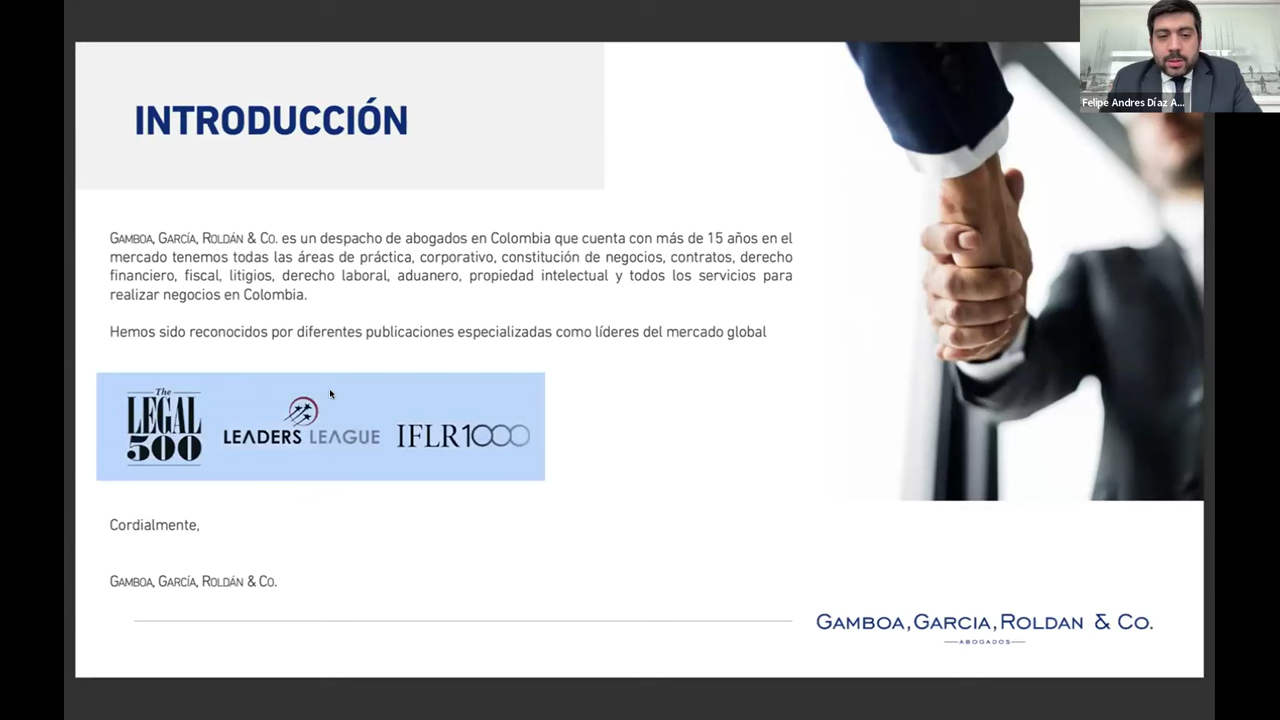 INTRODUCCIÓN
GAMBOA, GARCÍA, ROLDÁN & CO. es un despacho de abogados en Colombia que cuenta con más de 15 años en el
mercado tenemos todas las áreas de práctica, corporativo, constitución de negocios, contratos, derecho
financiero, fiscal, litigios, derecho laboral, aduanero, propiedad intelectual y todos los servicios para
realizar negocios en Colombia.
Hemos sido reconocidos por diferentes publicaciones especializadas como líderes del mercado global
The
LEGAL
500
LEADERS LEAGUE
IFLR1000
Cordialmente,
GAMBOA, GARCÍA, ROLDÁN & CO.
GAMBOA, GARCIA, ROLDAN & CO.
ABOGADOS
Felipe Andres Díaz A...